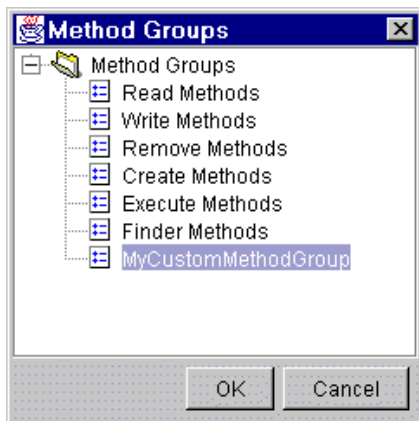 Method Groups
Method Groups
Read Methods
Write Methods
Remove Methods
Create Methods
Execute Methods
Finder Methods
MyCustomMethodGroup
OK Cancel